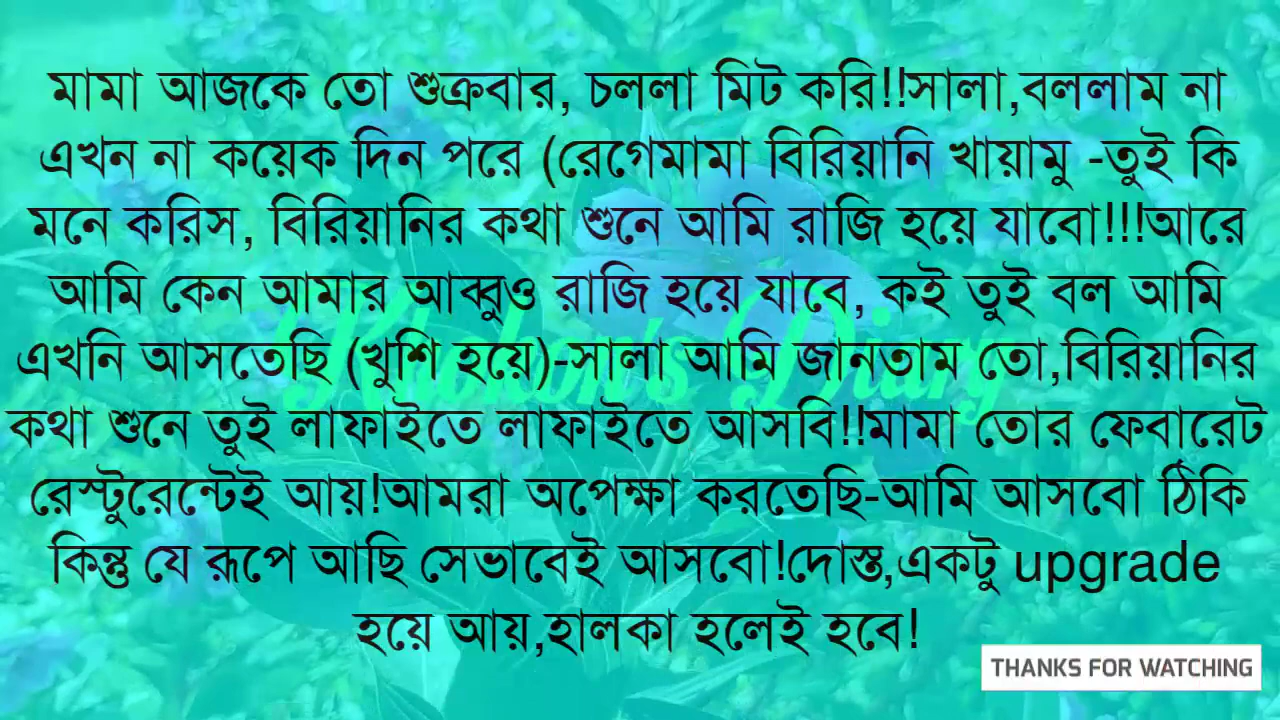 মামা আজকে তো শুক্রবার, চললা মিট করি!!সালা,বললাম না
এখন না কয়েক দিন পরে (রেগেমামা বিরিয়ানি খায়ামু -তুই কি
মনে করিস, বিরিয়ানির কথা শুনে আমি রাজি হয়ে যাবো!!!আরে
আমি কেন আমার আব্বুও রাজি হয়ে যাবে, কই তুই বল আমি
এখনি আসতেছি (খুশি হয়ে)-সালা আমি জানতাম তো,বিরিয়ানির
কথা শুনে তুই লাফাইতে লাফাইতে আসবি!!মামা তোর ফেবারেট
রেস্টুরেন্টেই আয়!আমরা অপেক্ষা করতেছি-আমি আসবো ঠিকি
কিন্তু যে রূপে আছি সেভাবেই আসবো!দোস্ত,একটু upgrade
হয়ে আয়,হালকা হলেই হবে!
Khokon's Diary
THANKS FOR WATCHING